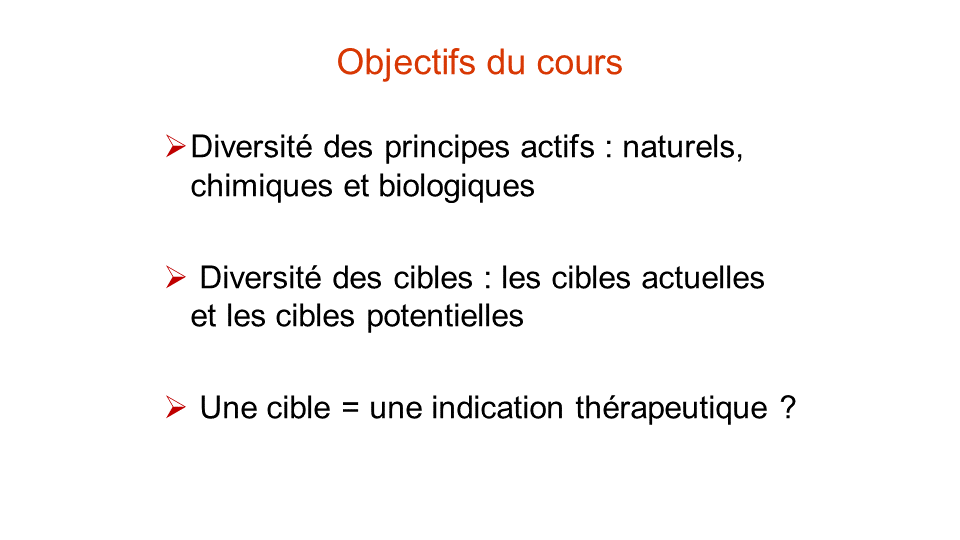 Objectifs du cours
Diversité des principes actifs : naturels,
chimiques et biologiques
Diversité des cibles : les cibles actuelles
et les cibles potentielles
Une cible = une indication thérapeutique ?